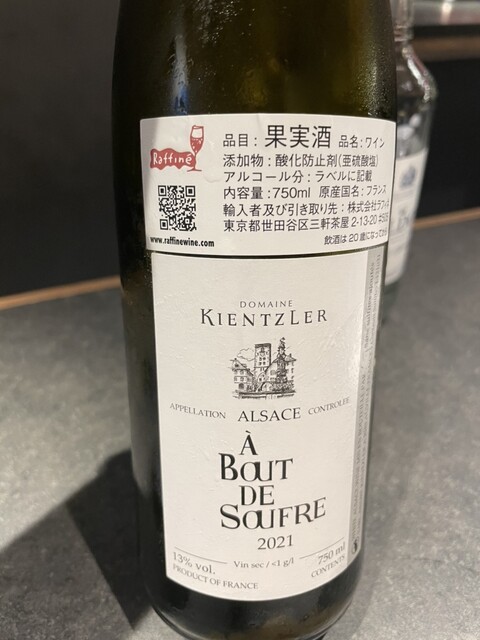 Raffiné
品目：果実酒 品名：ワイン
添加物：酸化防止剤(亜硫酸塩)
アルコール分：ラベルに記載
内容量：750ml 原産国名：フランス
輸入者及び引き取り先：株式会社ラフィネ
東京都世田谷区三軒茶屋 2-13-20
www.raffinewine.com
飲酒は20歳になって
DOMAINE
KIENTZLER
APPELLATION ALSACE CONTROLÉE
À
BOUT
DE
SOUFRE
2021
13% vol. Vin sec / <1 g/l 750 ml
PRODUCT OF FRANCE CONTENTS